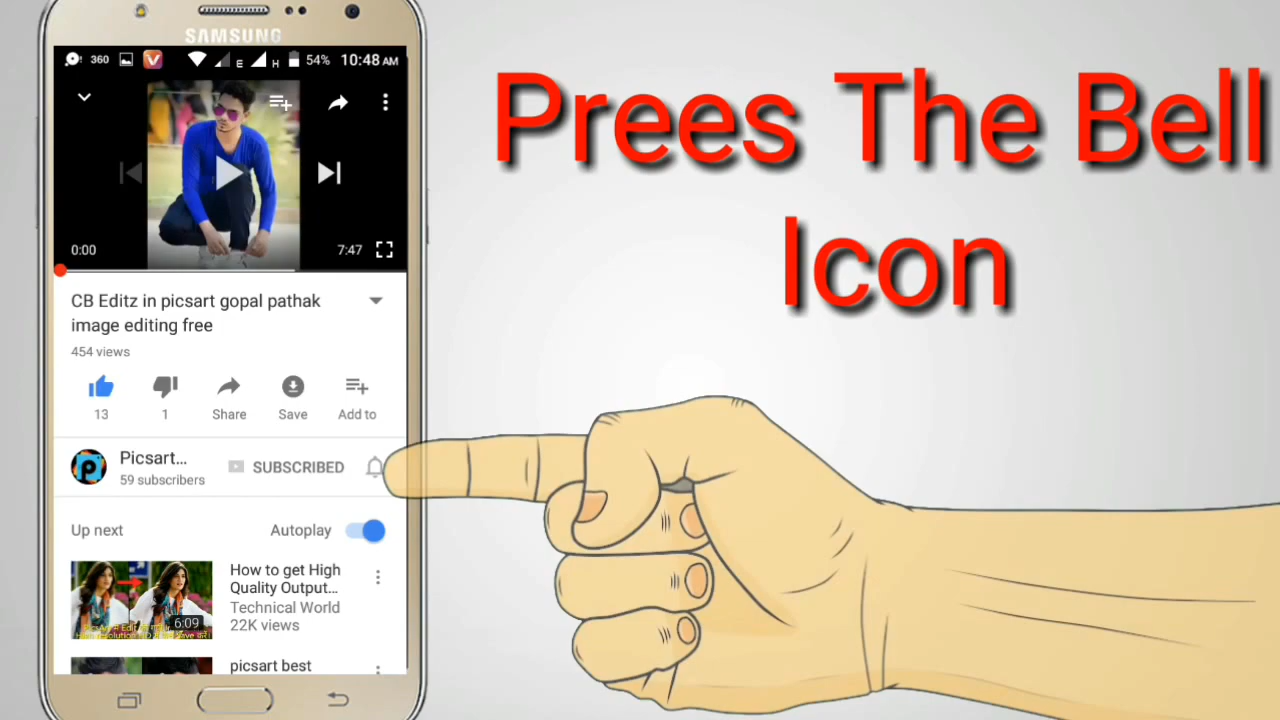 SAMSUNG
360
E
H
54%
10:48 AM
0:00
7:47
CB Editz in picsart gopal pathak
image editing free
454 views
13
1
Share
Save
Add to
Picsart...
59 subscribers
SUBSCRIBED
Up next
Autoplay
How to get High
Quality Output...
Technical World
22K views
6:09
picsart best
Prees The Bell
Icon